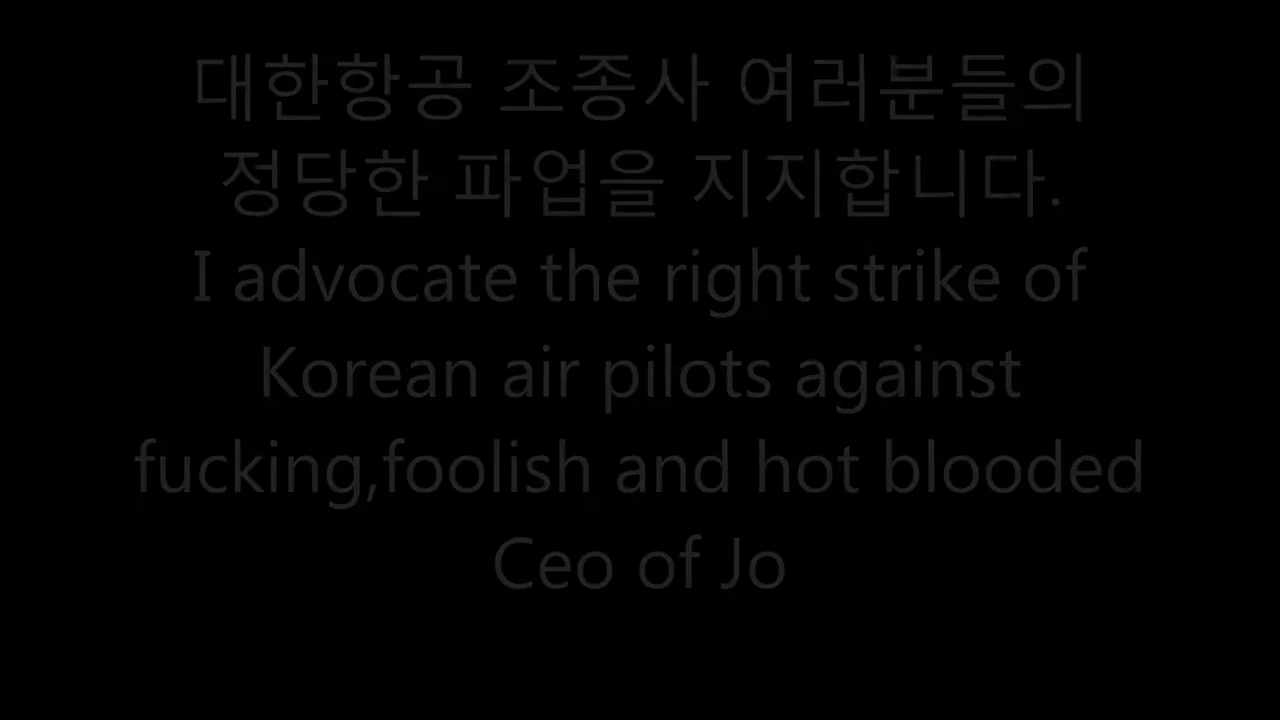 대한항공 조종사 여러분들의
정당한 파업을 지지합니다.
I advocate the right strike of
Korean air pilots against
fucking,foolish and hot blooded
Ceo of Jo